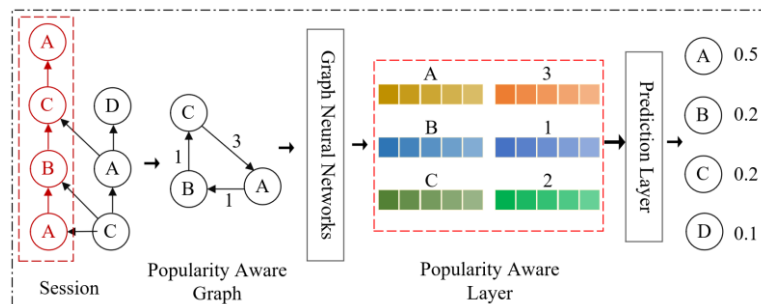 A
C
B
A
D
A
C
Session
C
B
A
1
3
1
Popularity Aware
Graph
Graph Neural Networks
A
3
B
1
C
2
Popularity Aware
Layer
Prediction Layer
A 0.5
B 0.2
C 0.2
D 0.1